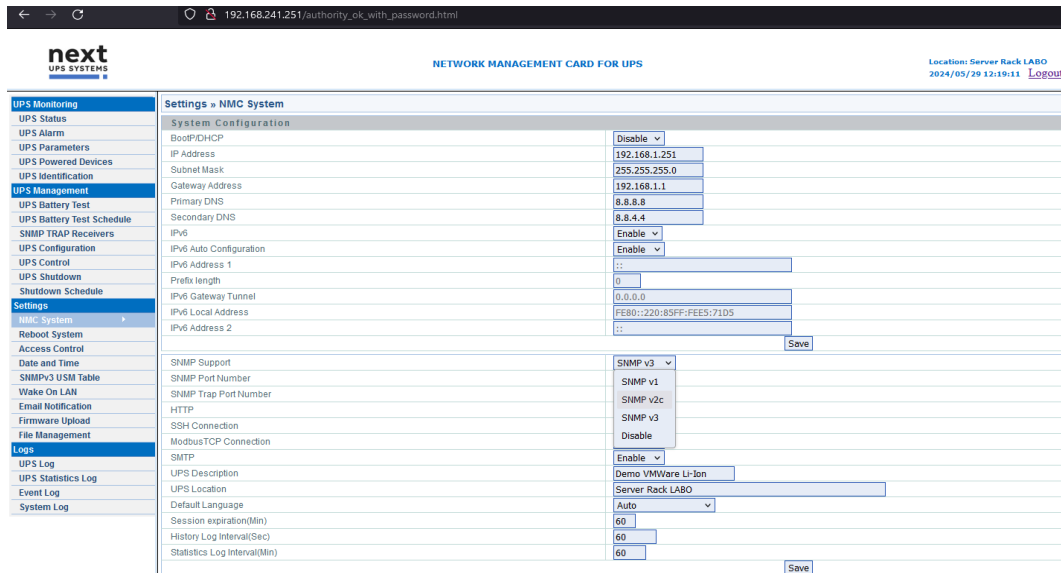 192.168.241.251/authority_ok_with_password.html
next
UPS SYSTEMS
NETWORK MANAGEMENT CARD FOR UPS
Location: Server Rack LABO
2024/05/29 12:19:11 Logout
UPS Monitoring
UPS Status
UPS Alarm
UPS Parameters
UPS Powered Devices
UPS Identification
UPS Management
UPS Battery Test
UPS Battery Test Schedule
SNMP TRAP Receivers
UPS Configuration
UPS Control
UPS Shutdown
Shutdown Schedule
Settings
NMC System
Reboot System
Access Control
Date and Time
SNMPv3 USM Table
Wake On LAN
Email Notification
Firmware Upload
File Management
Logs
UPS Log
UPS Statistics Log
Event Log
System Log
Settings » NMC System
System Configuration
BootP/DHCP Disable
IP Address 192.168.1.251
Subnet Mask 255.255.255.0
Gateway Address 192.168.1.1
Primary DNS 8.8.8.8
Secondary DNS 8.8.4.4
IPv6 Enable
IPv6 Auto Configuration Enable
IPv6 Address 1 ::
Prefix length 0
IPv6 Gateway Tunnel 0.0.0.0
IPv6 Local Address FE80::220:85FF:FEE5:71D5
IPv6 Address 2 ::
Save
SNMP Support SNMP v3
SNMP Port Number SNMP v1
SNMP Trap Port Number SNMP v2c
HTTP SNMP v3
SSH Connection Disable
ModbusTCP Connection
SMTP Enable
UPS Description Demo VMWare Li-Ion
UPS Location Server Rack LABO
Default Language Auto
Session expiration(Min) 60
History Log Interval(Sec) 60
Statistics Log Interval(Min) 60
Save